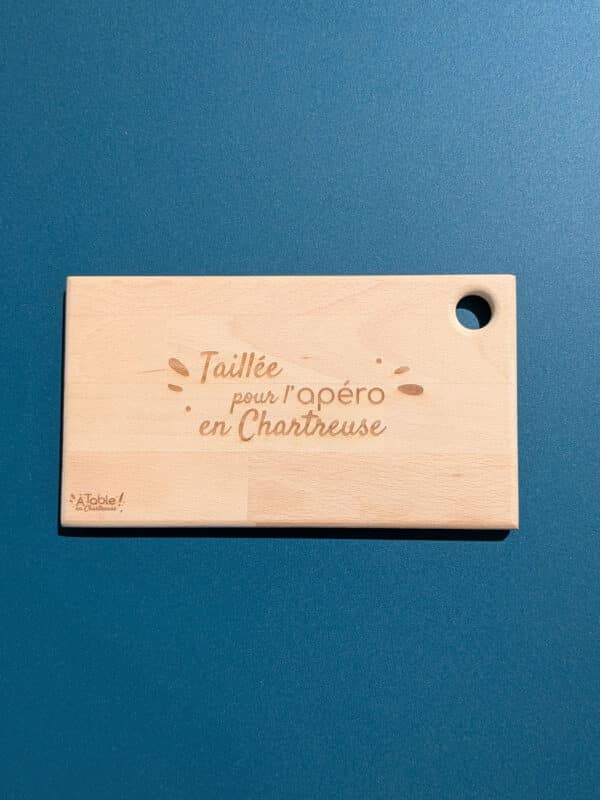 Taillée
pour l'apéro
en Chartreuse
À Table !
en Chartreuse